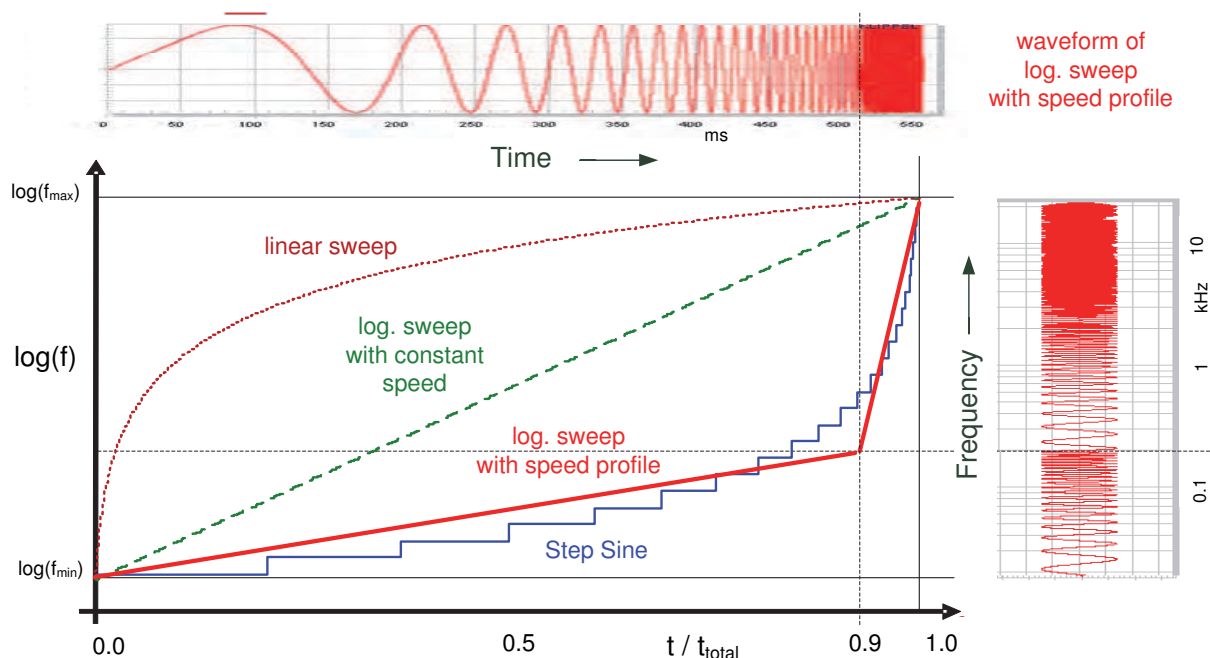 KLIPPEL
0
50
100
150
200
250
300
350
400
450
500
550
ms
waveform of
log. sweep
with speed profile
Time
log(fmax)
linear sweep
log. sweep
with constant
speed
log(f)
log. sweep
with speed profile
Step Sine
log(fmin)
0.0
0.5
t / ttotal
0.9
1.0
Frequency
10
kHz
1
0.1